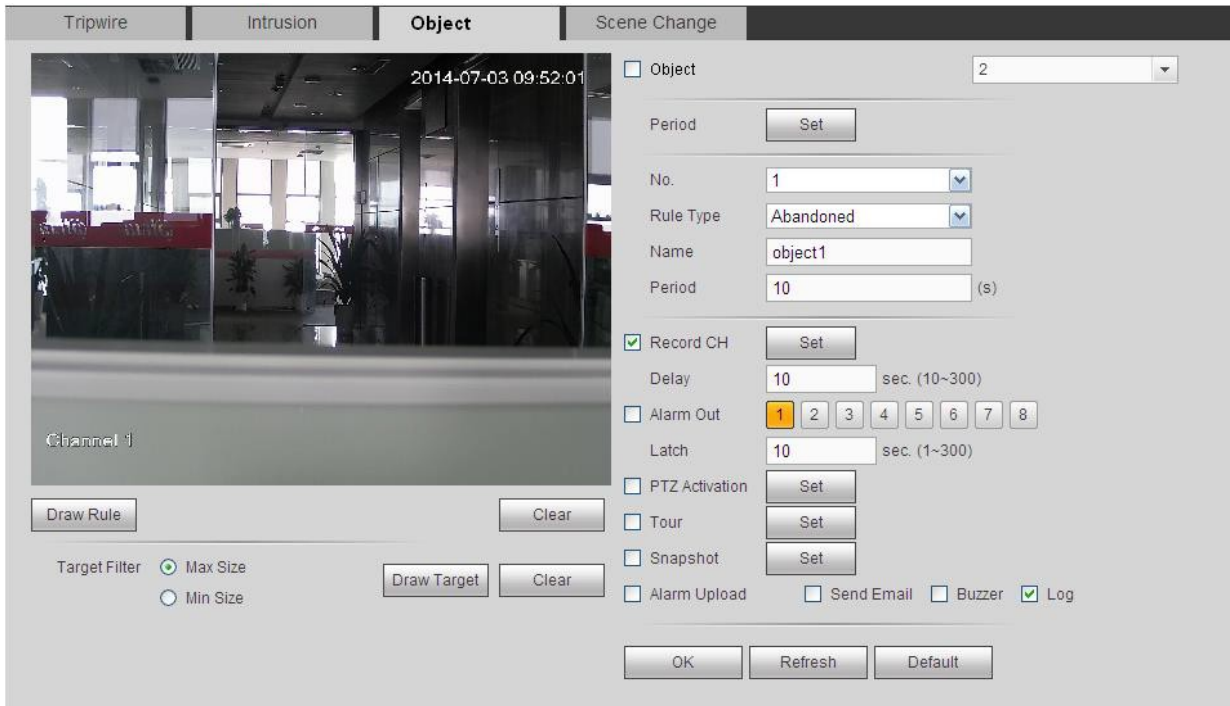 Tripwire Intrusion Object Scene Change
2014-07-03 09:52:01
Channel 1
Draw Rule Clear
Target Filter Max Size
Min Size
Draw Target Clear
Object 2
Period Set
No. 1
Rule Type Abandoned
Name object1
Period 10 (s)
Record CH Set
Delay 10 sec. (10~300)
Alarm Out 1 2 3 4 5 6 7 8
Latch 10 sec. (1~300)
PTZ Activation Set
Tour Set
Snapshot Set
Alarm Upload Send Email Buzzer Log
OK Refresh Default